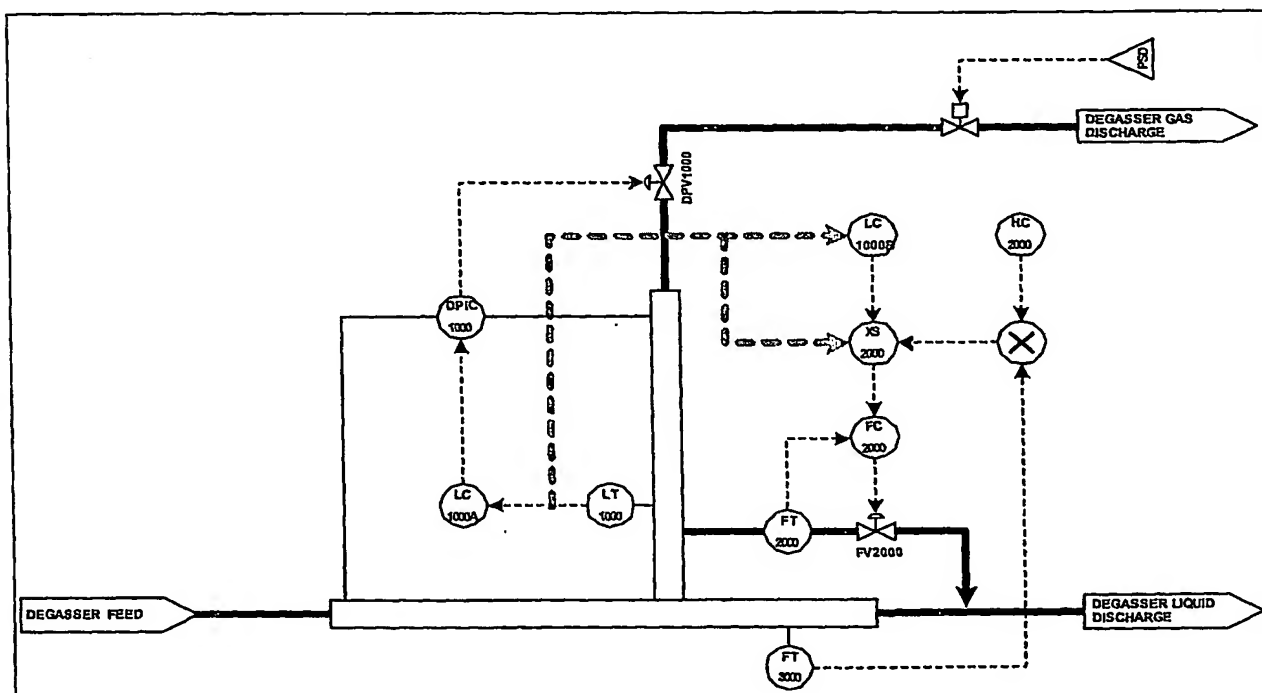 PSD
DEGASSER GAS
DISCHARGE
DPV1000
LC
1000B
HC
2000
DPIC
1000
XS
2000
FC
2000
LC
1000A
LT
1000
FT
2000
FV2000
DEGASSER FEED
DEGASSER LIQUID
DISCHARGE
FT
3000